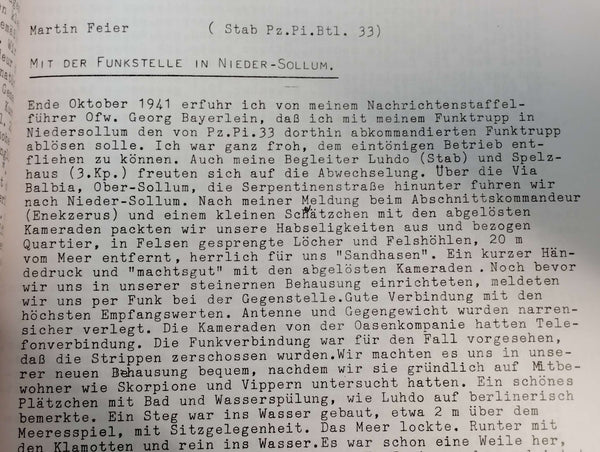 Martin Feier ( Stab Pz.Pi.Btl. 33)
MIT DER FUNKSTELLE IN NIEDER-SOLLUM.
Ende Oktober 1941 erfuhr ich von meinem Nachrichtenstaffel-
führer Ofw. Georg Bayerlein, daß ich mit meinem Funktrupp in
Niedersollum den von Pz.Pi.33 dorthin abkommandierten Funktrupp
ablösen solle. Ich war ganz froh, dem eintönigen Betrieb ent-
fliehen zu können. Auch meine Begleiter Luhdo (Stab) und Spelz-
haus (3.Kp.) freuten sich auf die Abwechselung. Über die Via
Balbia, Ober-Sollum, die Serpentinenstraße hinunter fuhren wir
nach Nieder-Sollum. Nach meiner Meldung beim Abschnittskommandeur
(Enekzerus) und einem kleinen Schätzchen mit den abgelösten
Kameraden packten wir unsere Habseligkeiten aus und bezogen
Quartier, in Felsen gesprengte Löcher und Felshöhlen, 20 m
vom Meer entfernt, herrlich für uns "Sandhasen". Ein kurzer Hän-
dedruck und "machtsgut" mit den abgelösten Kameraden. Noch bevor
wir uns in unserer steinernen Behausung einrichteten, meldeten
wir uns per Funk bei der Gegenstelle.Gute Verbindung mit den
höchsten Empfangswerten. Antenne und Gegengewicht wurden narren-
sicher verlegt. Die Kameraden von der Oasenkompanie hatten Tele-
fonverbindung. Die Funkverbindung war für den Fall vorgesehen,
daß die Strippen zerschossen wurden.Wir machten es uns in unse-
rer neuen Behausung bequem, nachdem wir sie gründlich auf Mitbe-
wohner wie Skorpione und Vippern untersucht hatten. Ein schönes
Plätzchen mit Bad und Wasserspülung, wie Luhdo auf berlinerisch
bemerkte. Ein Steg war ins Wasser gebaut, etwa 2 m über dem
Meeresspiel, mit Sitzgelegenheit. Das Meer lockte. Runter mit
den Klamotten und rein ins Wasser.Es war schon eine Weile her,